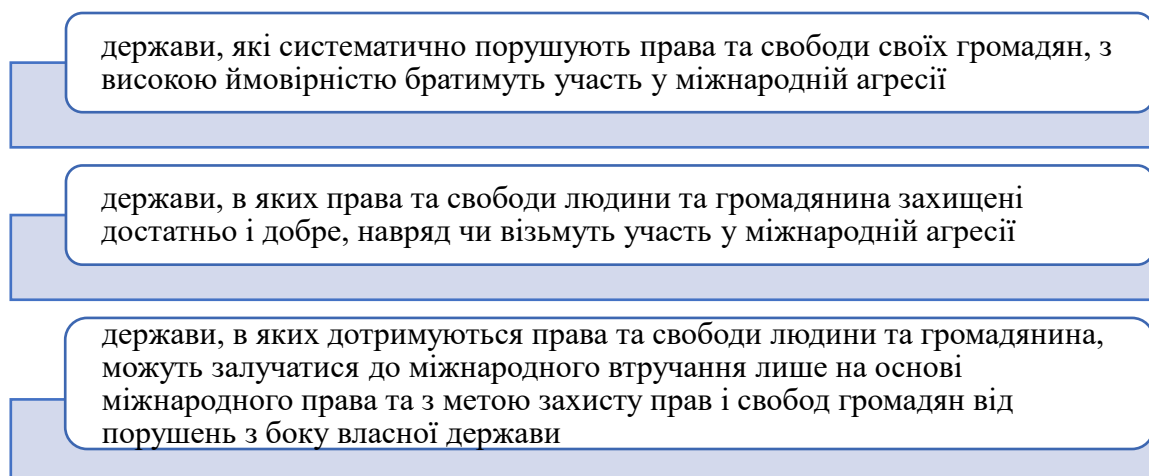 держави, які систематично порушують права та свободи своїх громадян, з
високою ймовірністю братимуть участь у міжнародній агресії
держави, в яких права та свободи людини та громадянина захищені
достатньо і добре, навряд чи візьмуть участь у міжнародній агресії
держави, в яких дотримуються права та свободи людини та громадянина,
можуть залучатися до міжнародного втручання лише на основі
міжнародного права та з метою захисту прав і свобод громадян від
порушень з боку власної держави